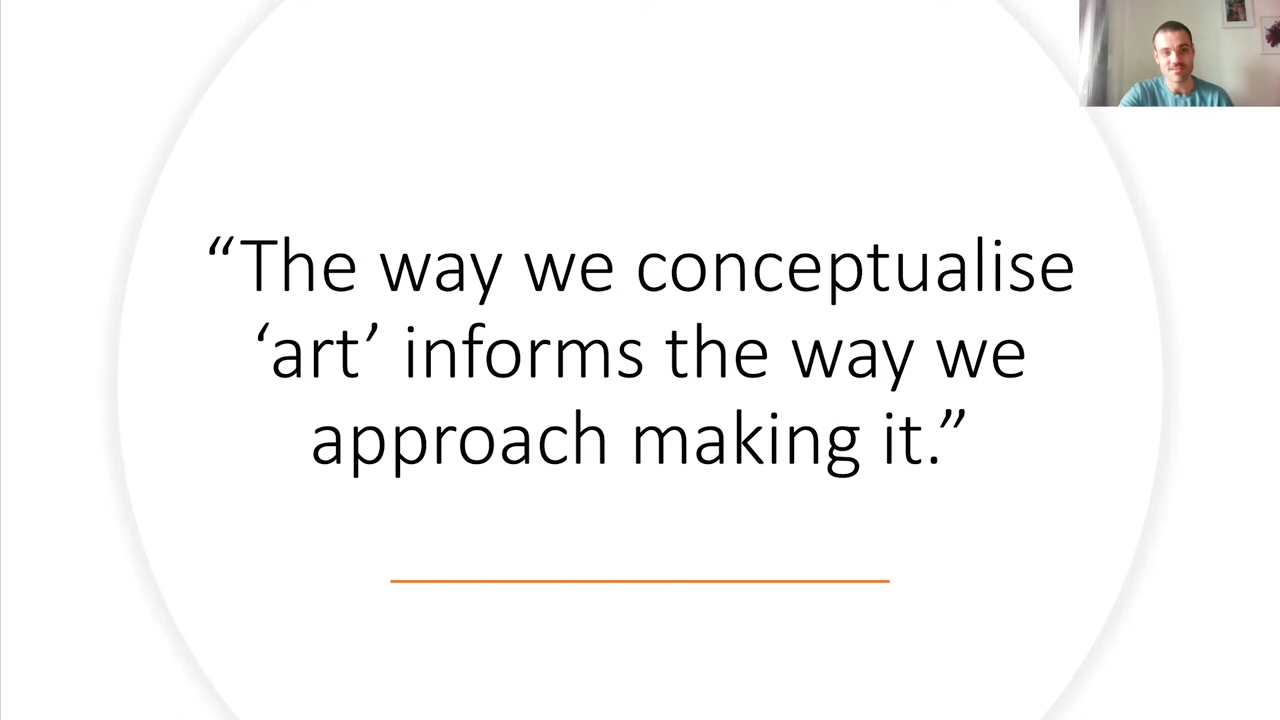 “The way we conceptualise
‘art’ informs the way we
approach making it.”